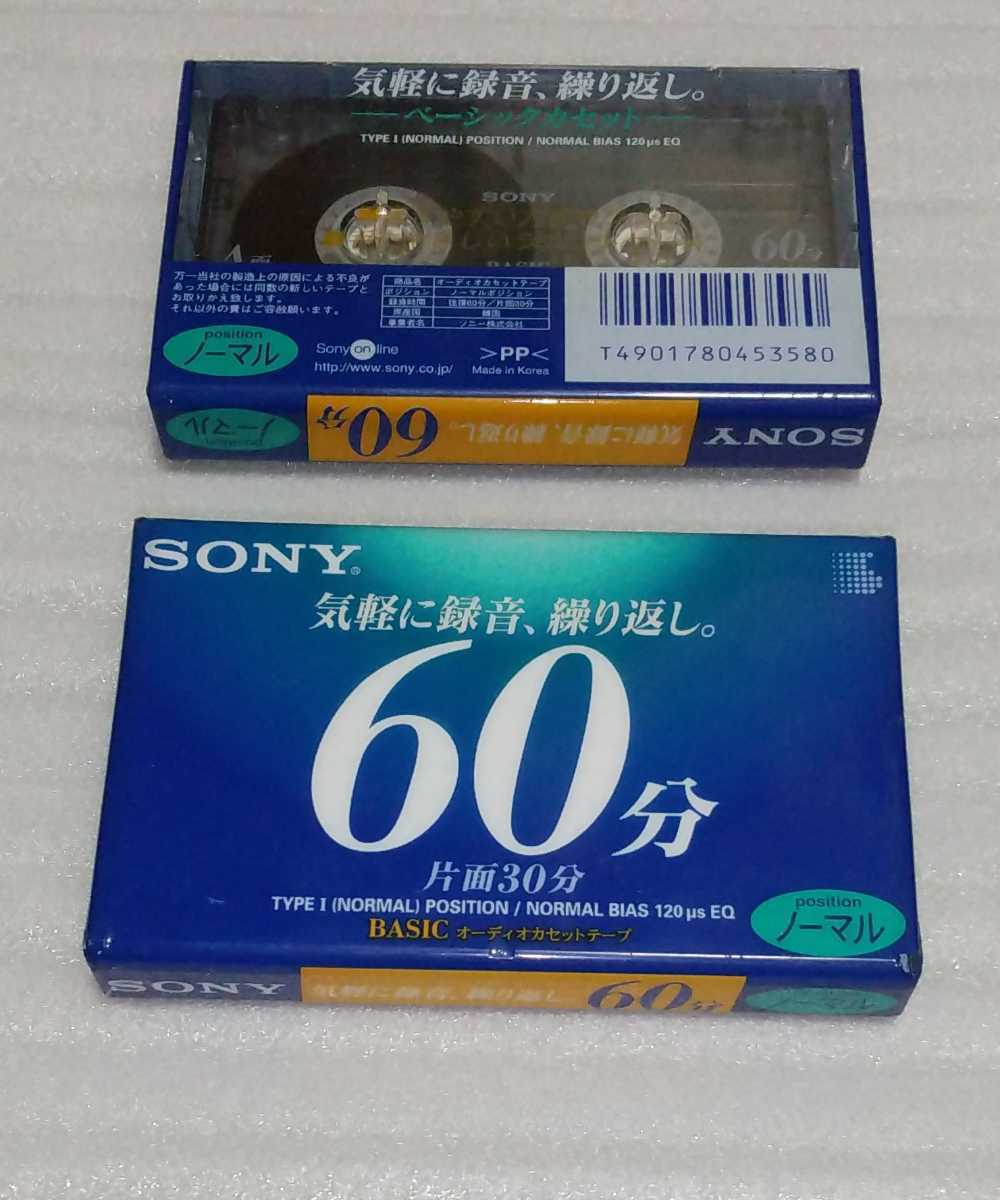 気軽に録音、繰り返し。
ベーシックカセット
TYPE I (NORMAL) POSITION / NORMAL BIAS 120 µs EQ
SONY
60分
BASIC
万一当社の製造上の原因による不良が
あった場合には同数の新しいテープと
お取りかえ致します。
それ以外の責はご容赦願います。
商品名 オーディオカセットテープ
ポジション ノーマルポジション
録音時間 往復60分/片面30分
原産国 韓国
事業者名 ソニー株式会社
T4901780453580
position
ノーマル
Sony on line
http://www.sony.co.jp/
>PP<
Made in Korea
SONY
気軽に録音、繰り返し。
60分
position
ノーマル
SONY®
気軽に録音、繰り返し。
60分
片面30分
TYPE I (NORMAL) POSITION / NORMAL BIAS 120 µs EQ
BASIC オーディオカセットテープ
position
ノーマル
SONY
気軽に録音、繰り返し
60分
ノーマル